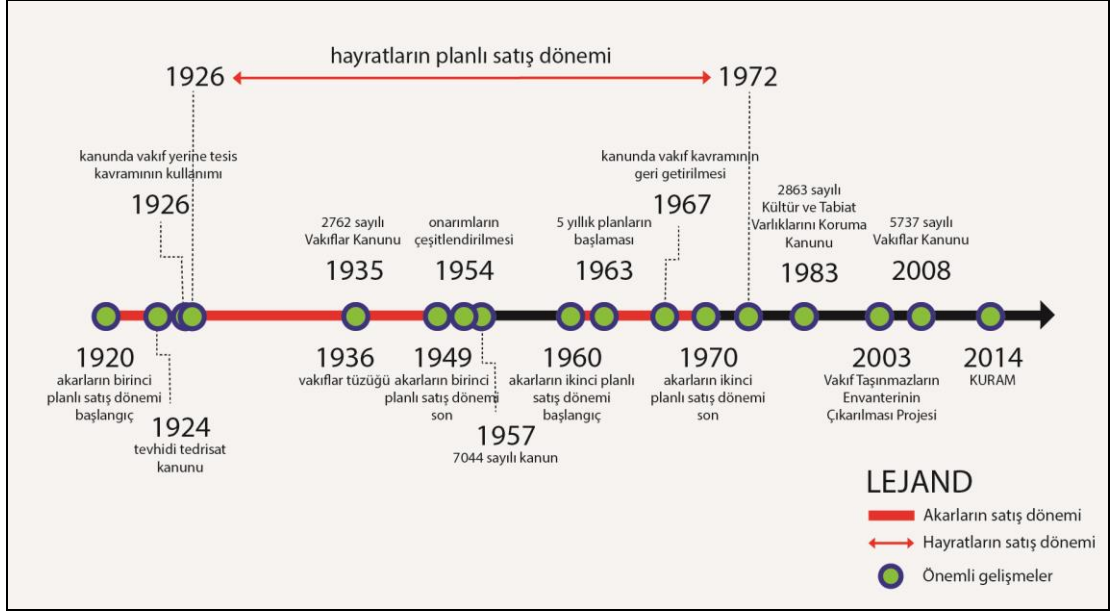 hayratların planlı satış dönemi
1926
1972
kanunda vakıf yerine tesis
kavramının kullanımı
1926
2762 sayılı
Vakıflar Kanunu
1935
onarımların
çeşitlendirilmesi
1954
5 yıllık planların
başlaması
1963
kanunda vakıf kavramının
geri getirilmesi
1967
2863 sayılı
Kültür ve Tabiat
Varlıklarını Koruma
Kanunu
1983
5737 sayılı
Vakıflar Kanunu
2008
1920
akarların birinci
planlı satış dönemi
başlangıç
1924
tevhidi tedrisat
kanunu
1936
vakıflar tüzüğü
1949
akarların birinci
planlı satış dönemi
son
1957
7044 sayılı kanun
1960
akarların ikinci planlı
satış dönemi
başlangıç
1970
akarların ikinci
planlı satış dönemi
son
2003
Vakıf Taşınmazların
Envanterinin
Çıkarılması Projesi
2014
KURAM
LEJAND
Akarların satış dönemi
Hayratların satış dönemi
Önemli gelişmeler